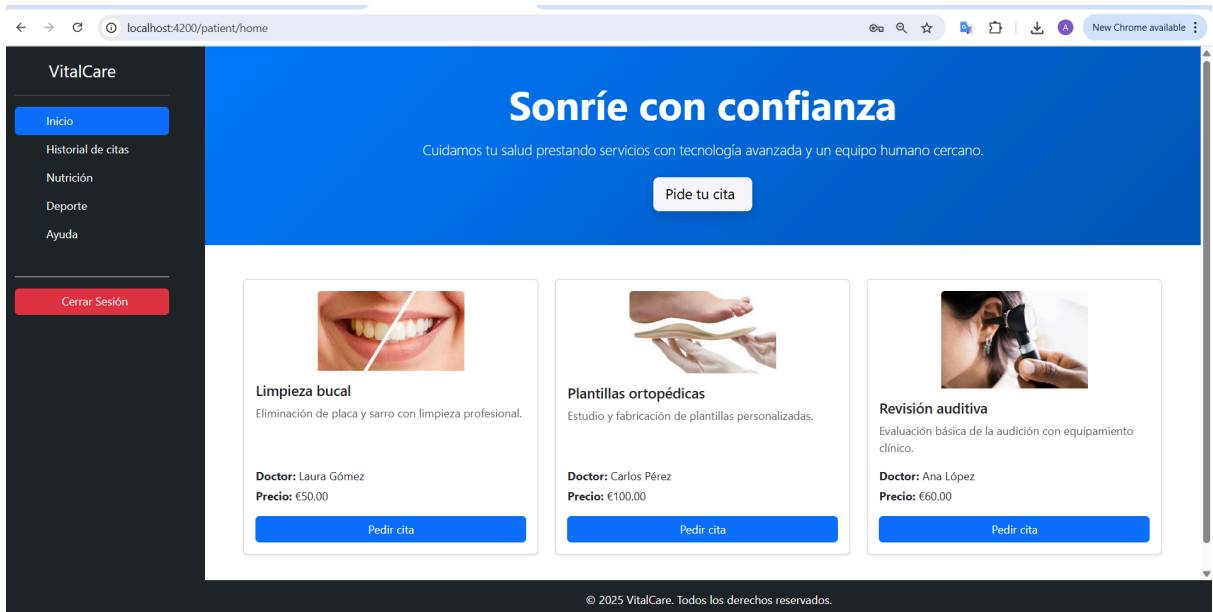 localhost:4200/patient/home
A
New Chrome available
VitalCare
Inicio
Historial de citas
Nutrición
Deporte
Ayuda
Cerrar Sesión
Sonríe con confianza
Cuidamos tu salud prestando servicios con tecnología avanzada y un equipo humano cercano.
Pide tu cita
Limpieza bucal
Eliminación de placa y sarro con limpieza profesional.
Doctor: Laura Gómez
Precio: €50.00
Pedir cita
Plantillas ortopédicas
Estudio y fabricación de plantillas personalizadas.
Doctor: Carlos Pérez
Precio: €100.00
Pedir cita
Revisión auditiva
Evaluación básica de la audición con equipamiento
clínico.
Doctor: Ana López
Precio: €60.00
Pedir cita
© 2025 VitalCare. Todos los derechos reservados.